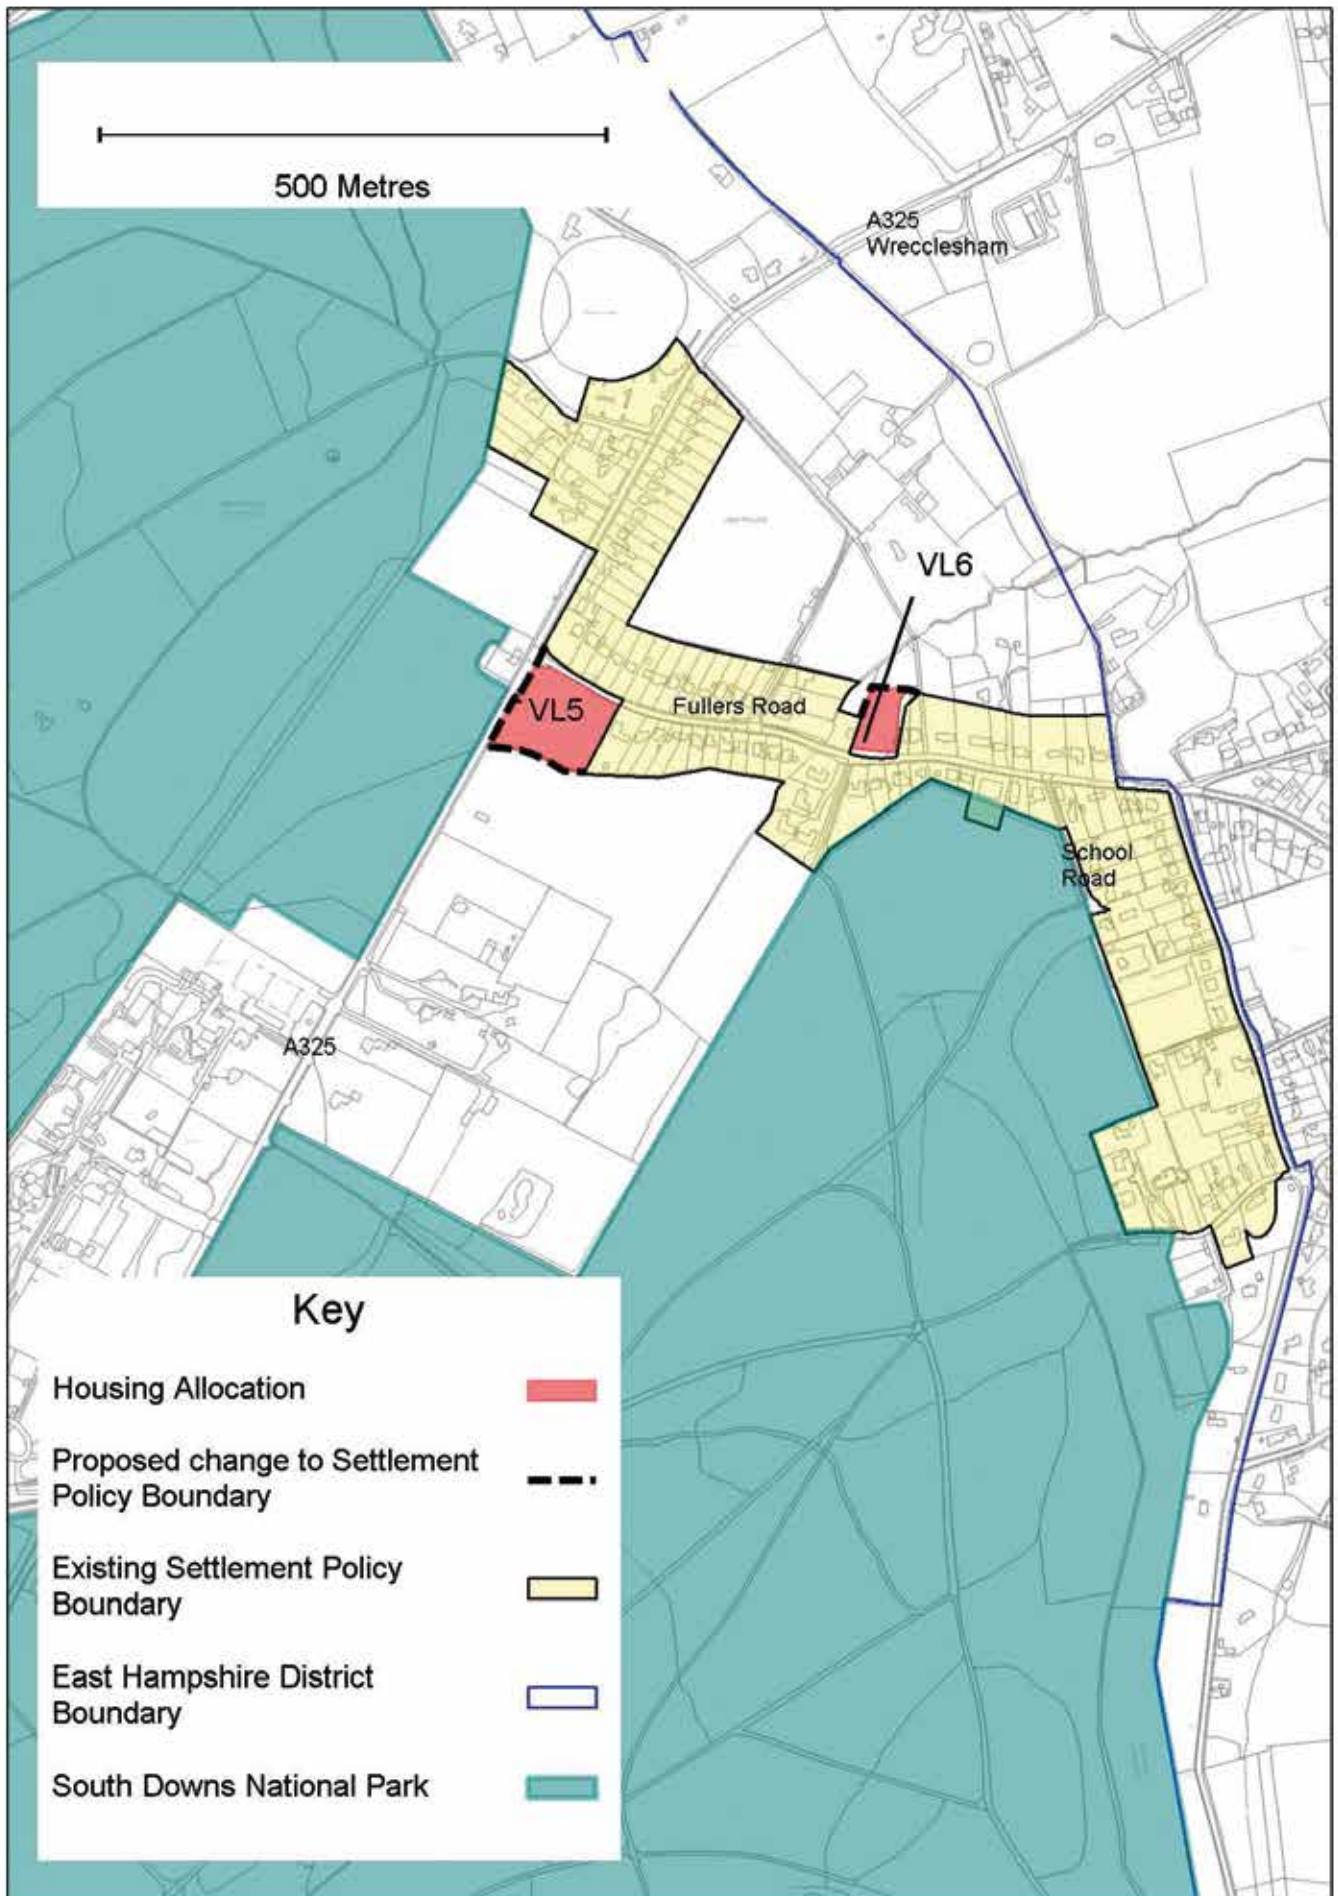 500 Metres
A325
Wrecclesham
VL6
VL5
Fullers Road
School
Road
A325
Key
Housing Allocation
Proposed change to Settlement
Policy Boundary
Existing Settlement Policy
Boundary
East Hampshire District
Boundary
South Downs National Park